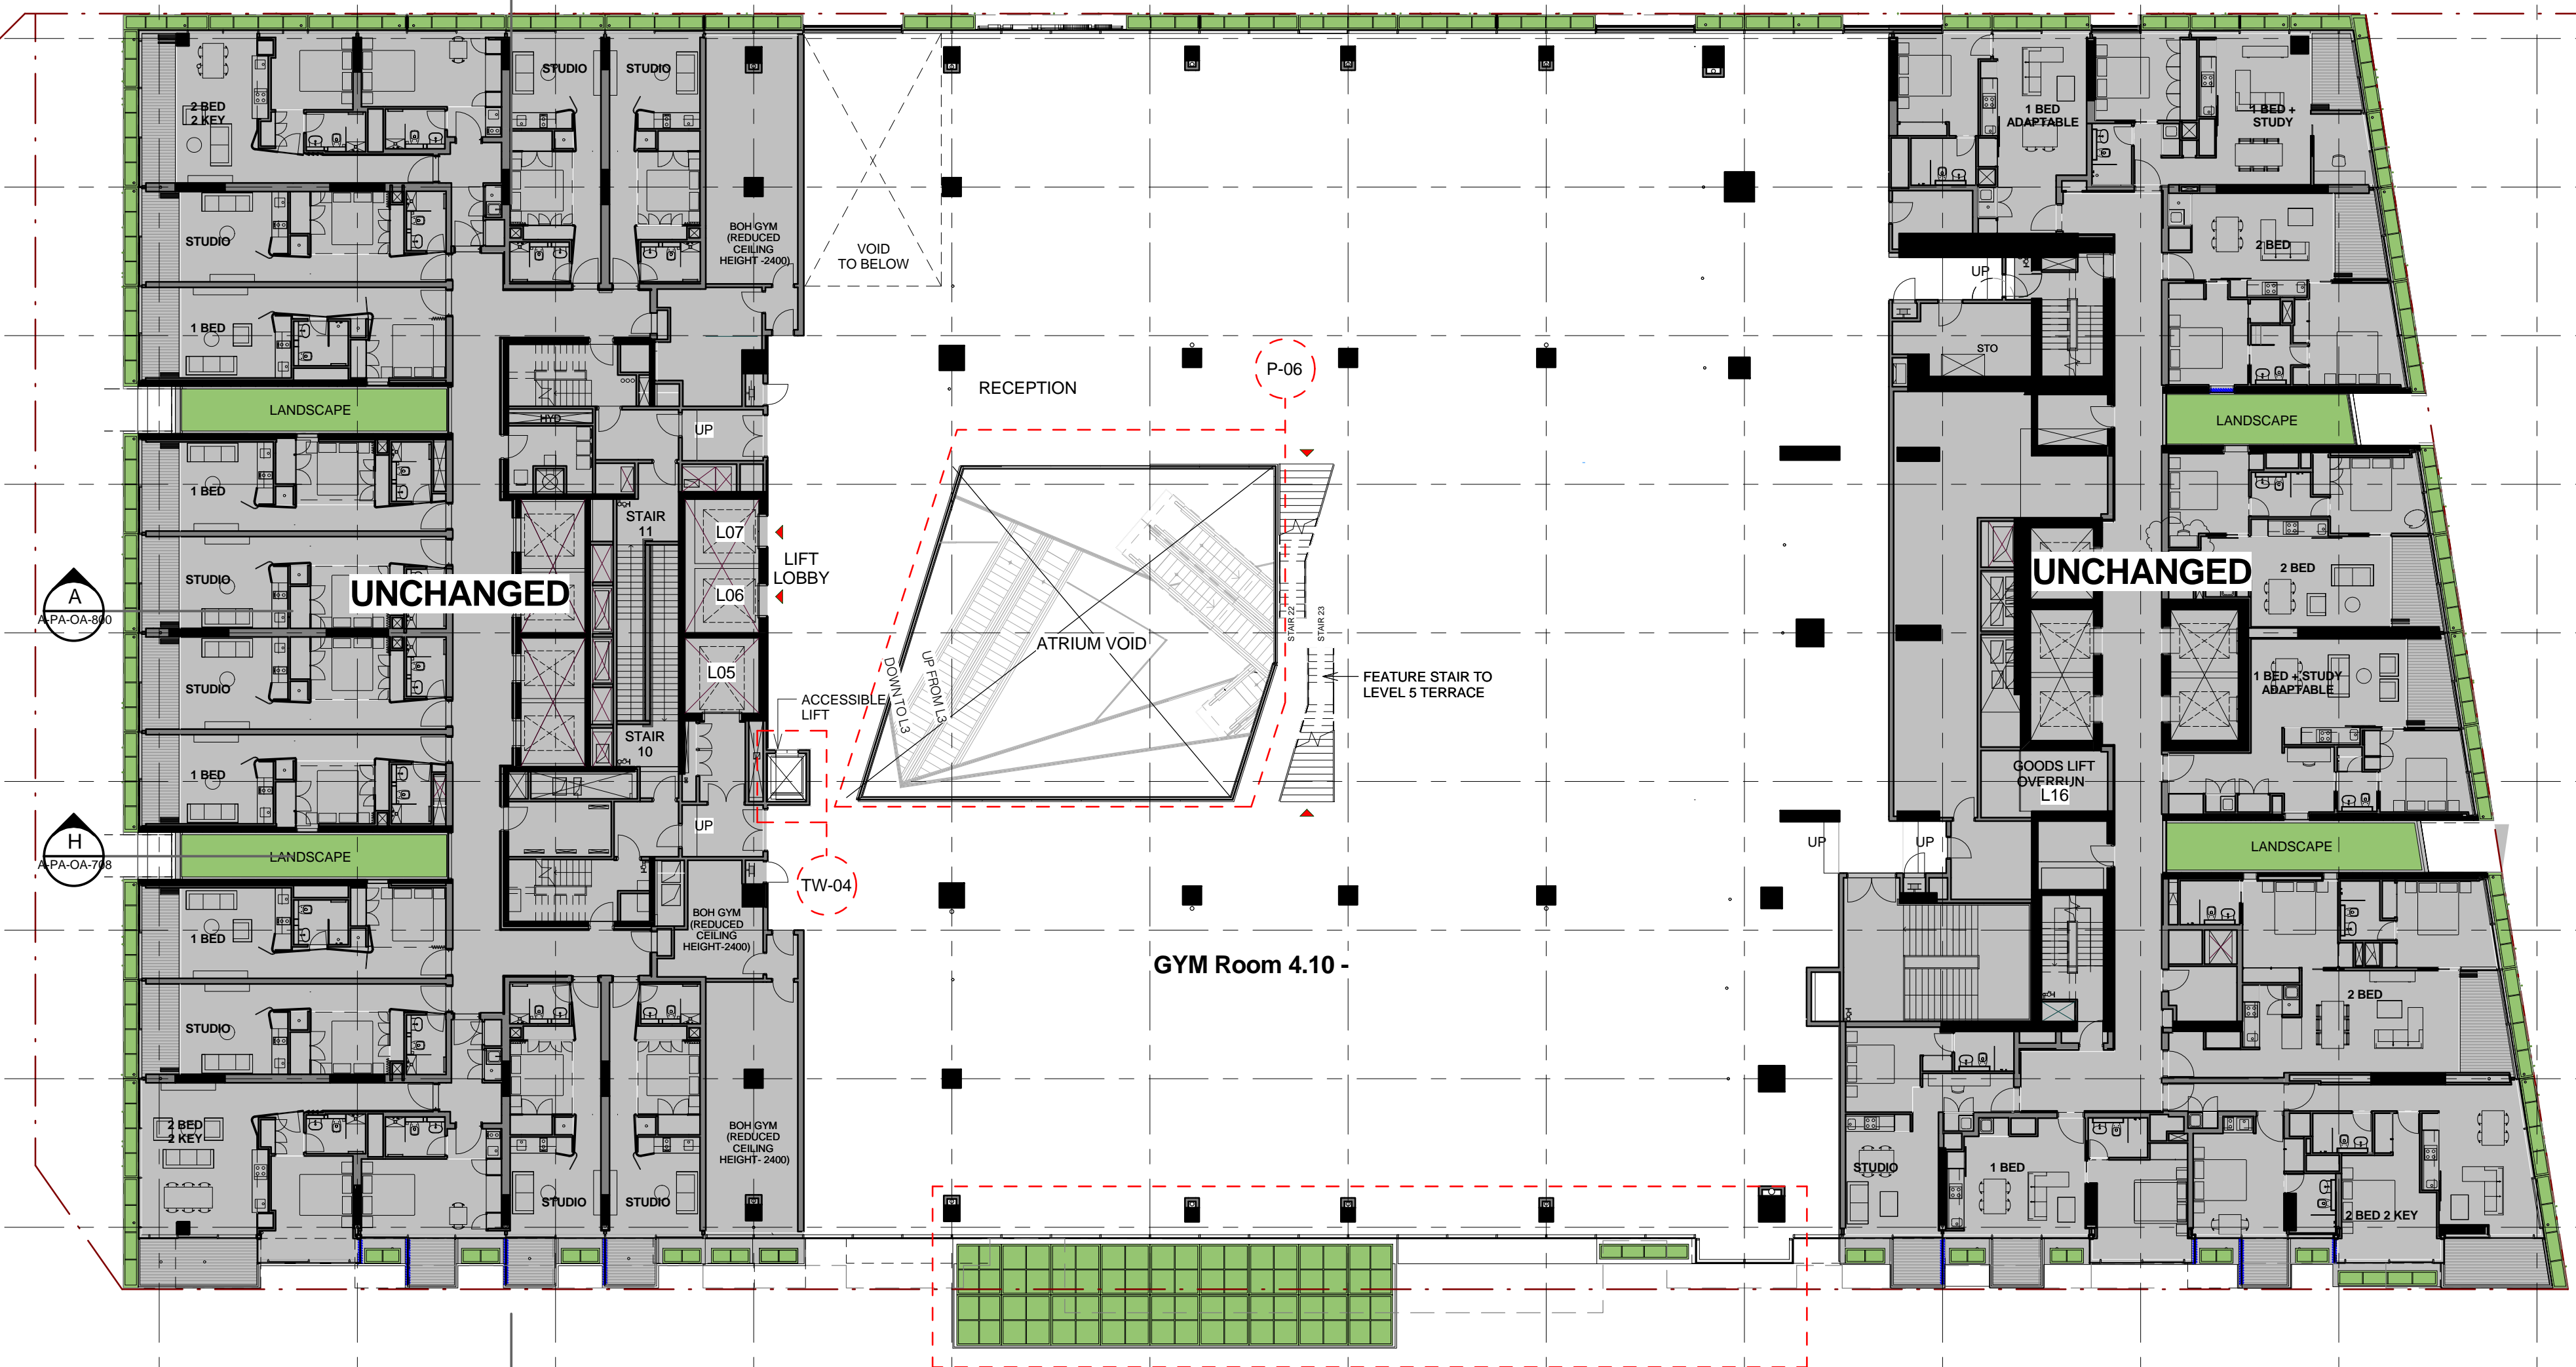 2 BED
2 KEY
STUDIO
STUDIO
STUDIO
1 BED
BOH GYM
(REDUCED
CEILING
HEIGHT -2400)
VOID
TO BELOW
1 BED
ADAPTABLE
1 BED +
STUDY
2 BED
UP
STO
LANDSCAPE
HYD
UP
RECEPTION
P-06
LANDSCAPE
1 BED
STUDIO
UNCHANGED
STAIR
11
L07
L06
LIFT
LOBBY
A
A-PA-OA-800
STUDIO
1 BED
L05
STAIR
10
ACCESSIBLE
LIFT
DOWN TO L3
UP FROM L3
ATRIUM VOID
STAIR 22
STAIR 23
FEATURE STAIR TO
LEVEL 5 TERRACE
UNCHANGED
2 BED
1 BED + STUDY
ADAPTABLE
GOODS LIFT
OVERRUN
L16
UP
UP
UP
LANDSCAPE
H
A-PA-OA-708
LANDSCAPE
TW-04
1 BED
STUDIO
BOH GYM
(REDUCED
CEILING
HEIGHT-2400)
GYM Room 4.10 -
2 BED
2 BED
2 KEY
STUDIO
STUDIO
BOH GYM
(REDUCED
CEILING
HEIGHT- 2400)
STUDIO
1 BED
2 BED 2 KEY